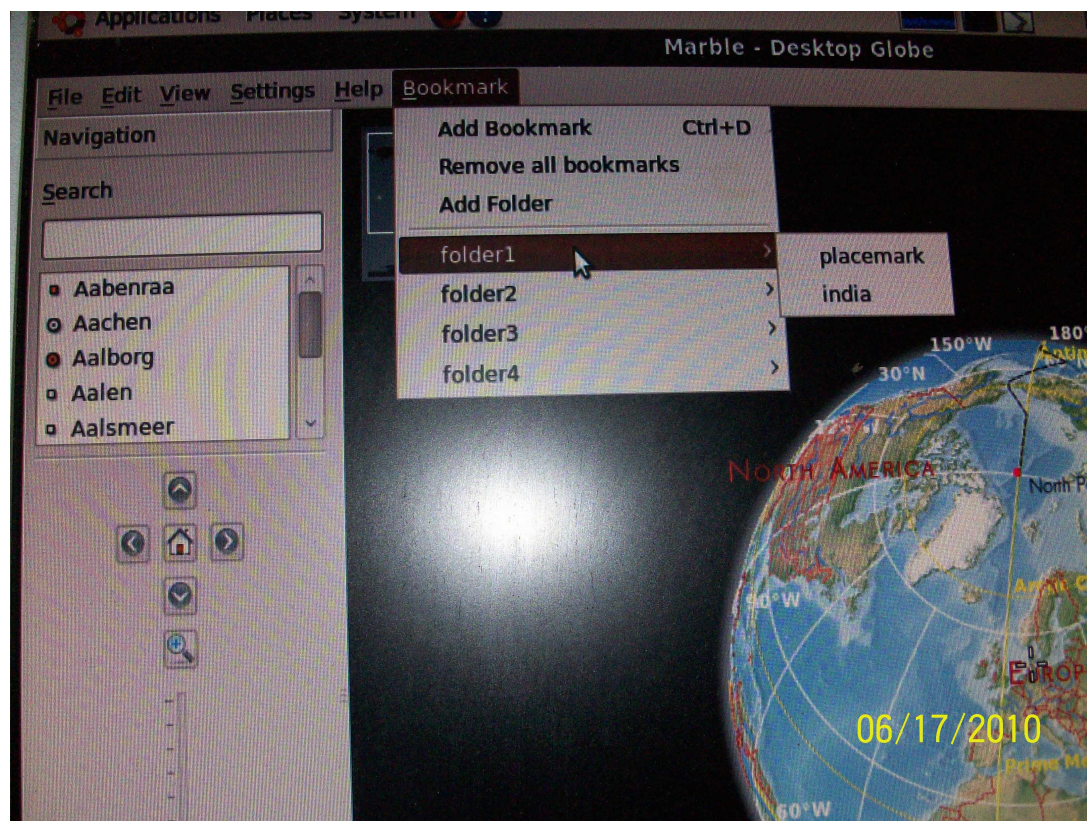 Applications Places System
Marble - Desktop Globe
File Edit View Settings Help Bookmark
Navigation
Search
Aabenraa
Aachen
Aalborg
Aalen
Aalsmeer
Add Bookmark Ctrl+D
Remove all bookmarks
Add Folder
folder1
folder2
folder3
folder4
placemark
india
150°W
180°
30°N
NORTH AMERICA
North P
90°W
EUROP
06/17/2010
Prime Me
60°W